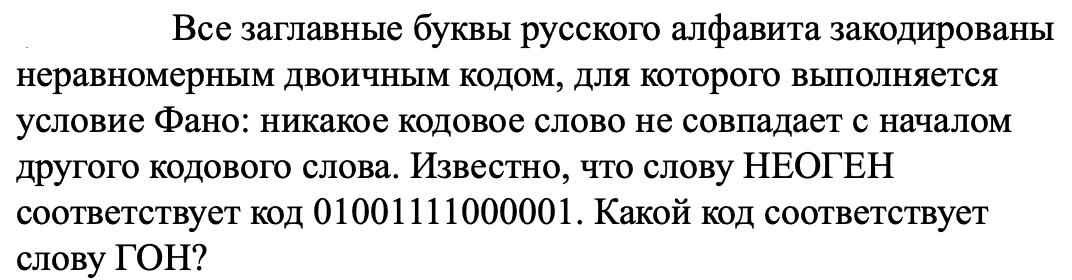 Все заглавные буквы русского алфавита закодированы
неравномерным двоичным кодом, для которого выполняется
условие Фано: никакое кодовое слово не совпадает с началом
другого кодового слова. Известно, что слову НЕОГЕН
соответствует код 01001111000001. Какой код соответствует
слову ГОН?